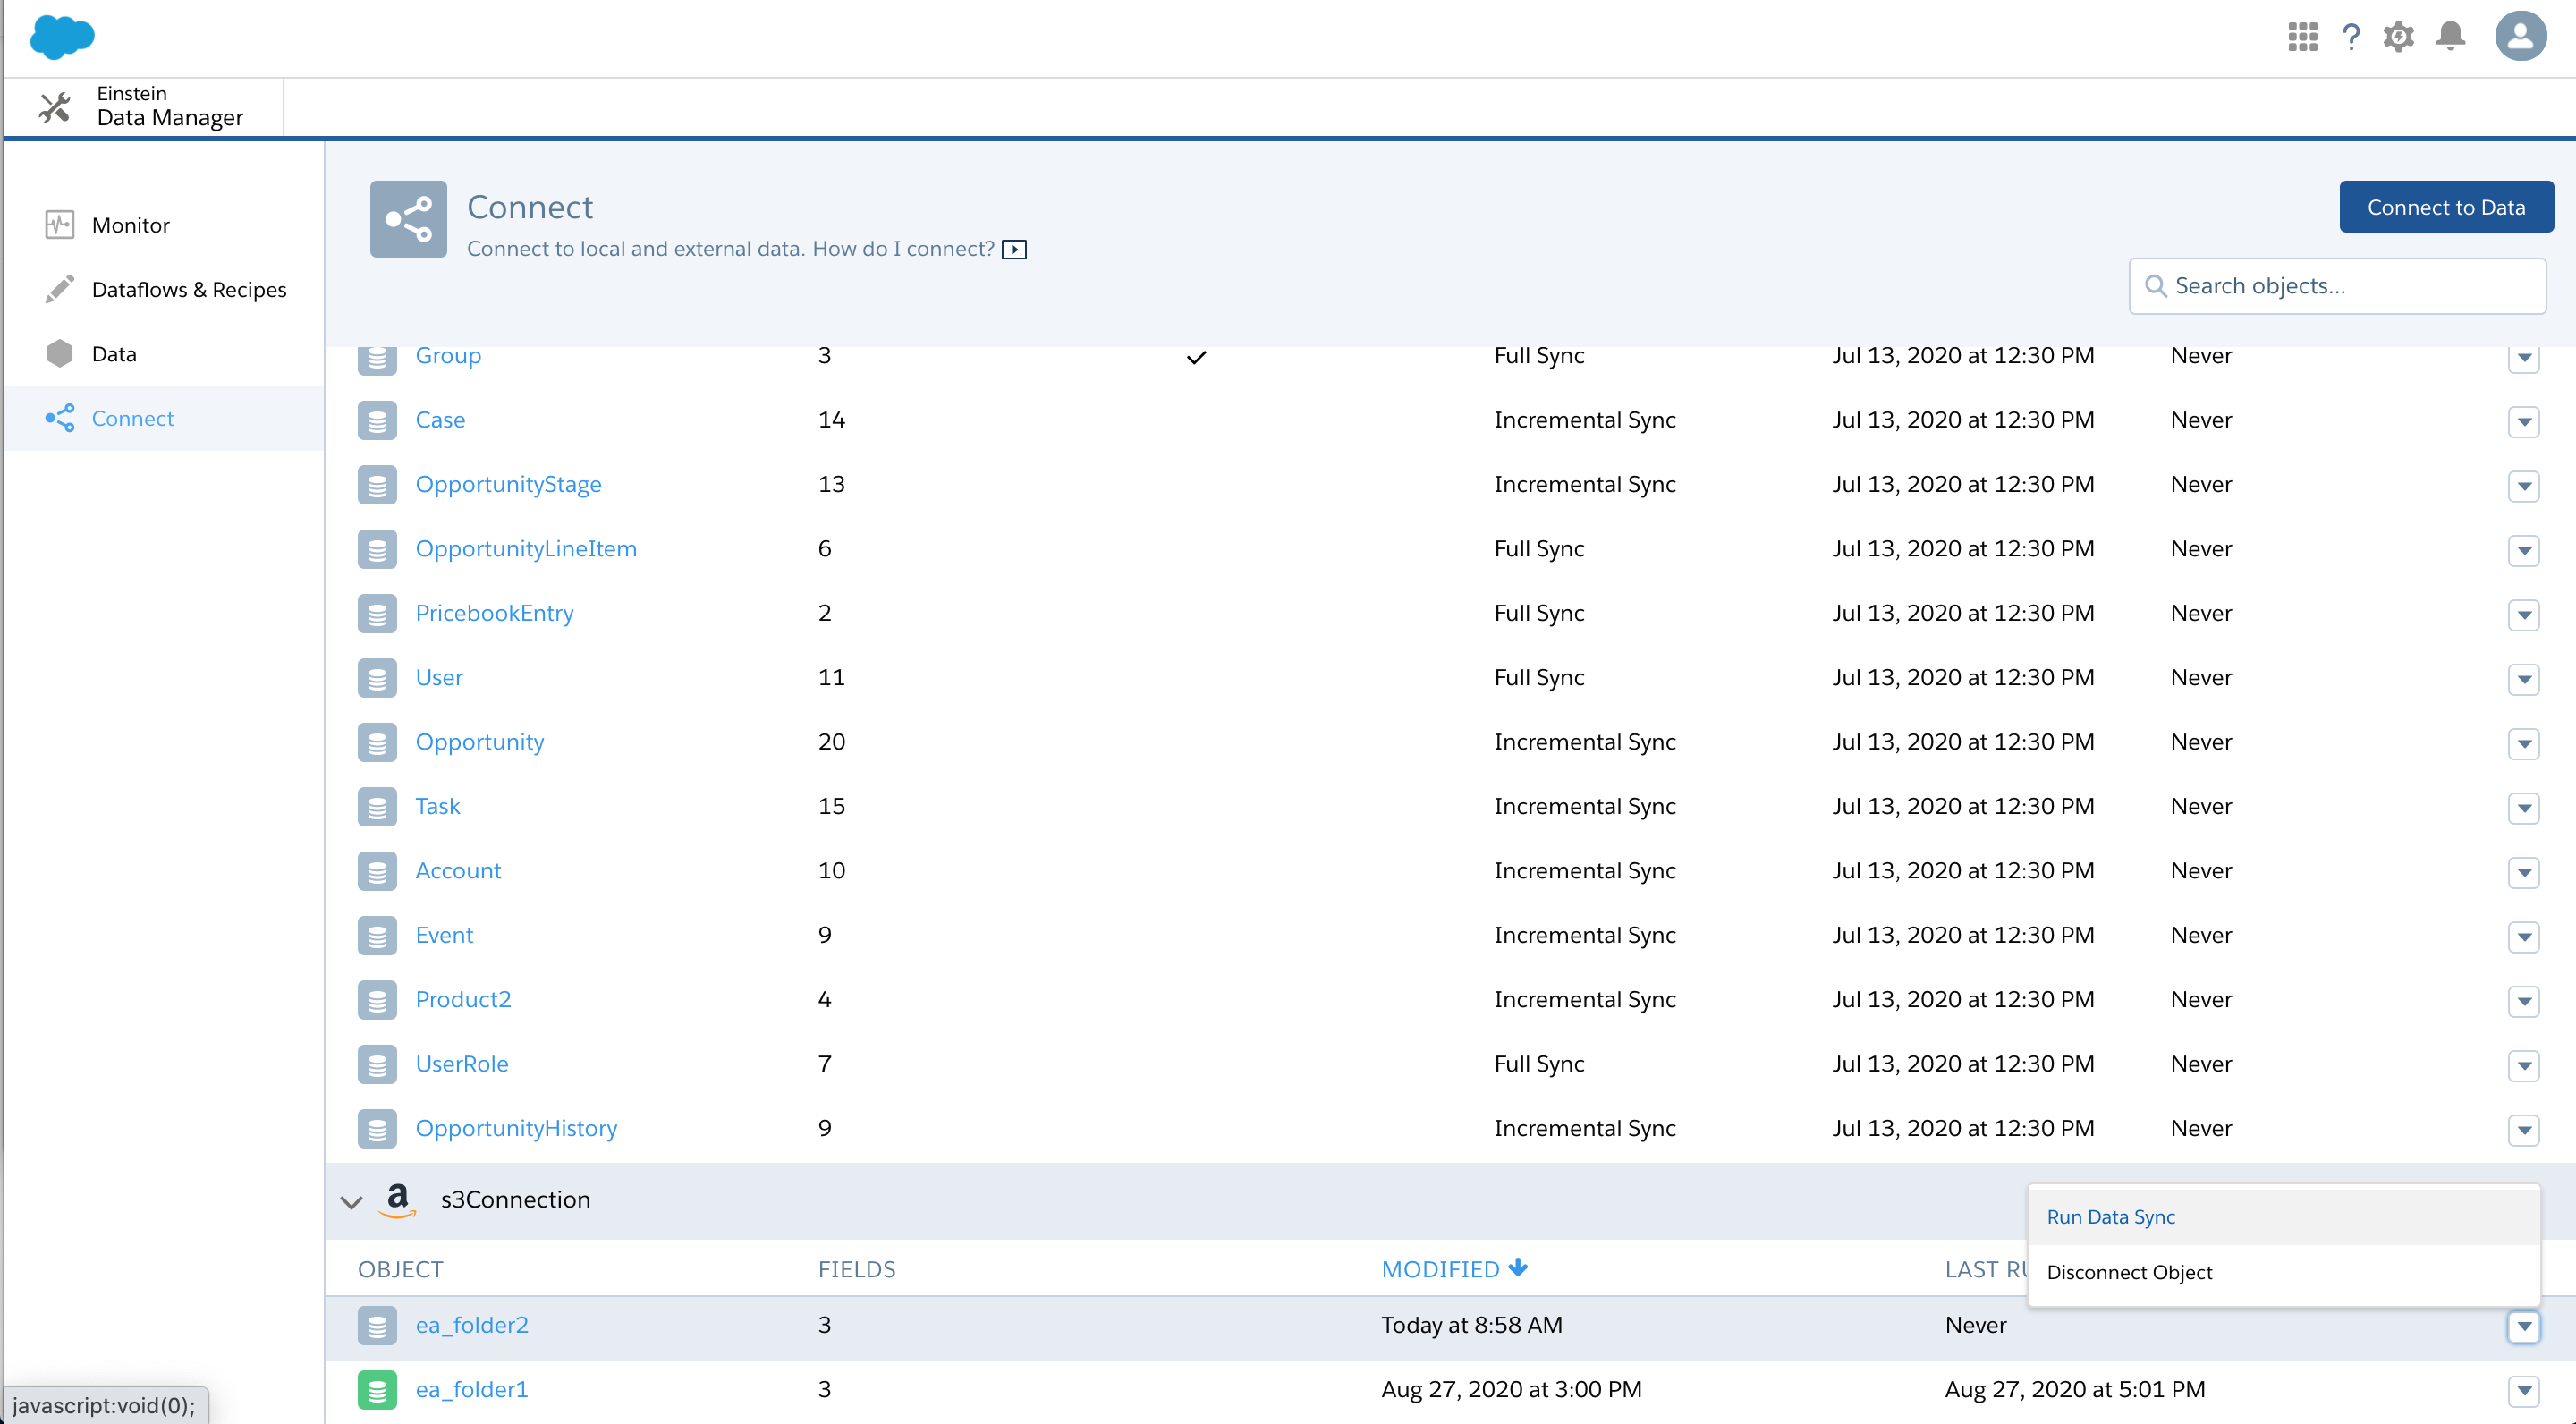 Einstein
Data Manager
Monitor
Dataflows & Recipes
Data
Connect
Connect
Connect to local and external data. How do I connect?
Connect to Data
Search objects...
Group 3 Full Sync Jul 13, 2020 at 12:30 PM Never
Case 14 Incremental Sync Jul 13, 2020 at 12:30 PM Never
OpportunityStage 13 Incremental Sync Jul 13, 2020 at 12:30 PM Never
OpportunityLineItem 6 Full Sync Jul 13, 2020 at 12:30 PM Never
PricebookEntry 2 Full Sync Jul 13, 2020 at 12:30 PM Never
User 11 Full Sync Jul 13, 2020 at 12:30 PM Never
Opportunity 20 Incremental Sync Jul 13, 2020 at 12:30 PM Never
Task 15 Incremental Sync Jul 13, 2020 at 12:30 PM Never
Account 10 Incremental Sync Jul 13, 2020 at 12:30 PM Never
Event 9 Incremental Sync Jul 13, 2020 at 12:30 PM Never
Product2 4 Incremental Sync Jul 13, 2020 at 12:30 PM Never
UserRole 7 Full Sync Jul 13, 2020 at 12:30 PM Never
OpportunityHistory 9 Incremental Sync Jul 13, 2020 at 12:30 PM Never
a s3Connection
Run Data Sync
Disconnect Object
OBJECT FIELDS MODIFIED LAST
ea_folder2 3 Today at 8:58 AM Never
ea_folder1 3 Aug 27, 2020 at 3:00 PM Aug 27, 2020 at 5:01 PM
javascript:void(0);